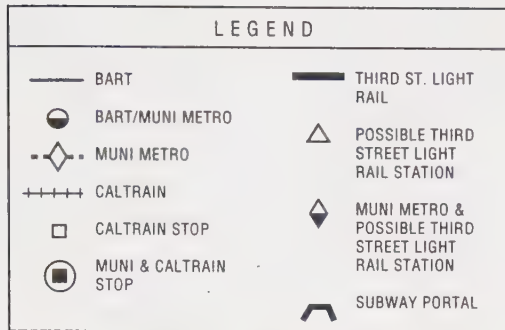 LEGEND
BART
BART/MUNI METRO
MUNI METRO
CALTRAIN
CALTRAIN STOP
MUNI & CALTRAIN
STOP
THIRD ST. LIGHT
RAIL
POSSIBLE THIRD
STREET LIGHT
RAIL STATION
MUNI METRO &
POSSIBLE THIRD
STREET LIGHT
RAIL STATION
SUBWAY PORTAL